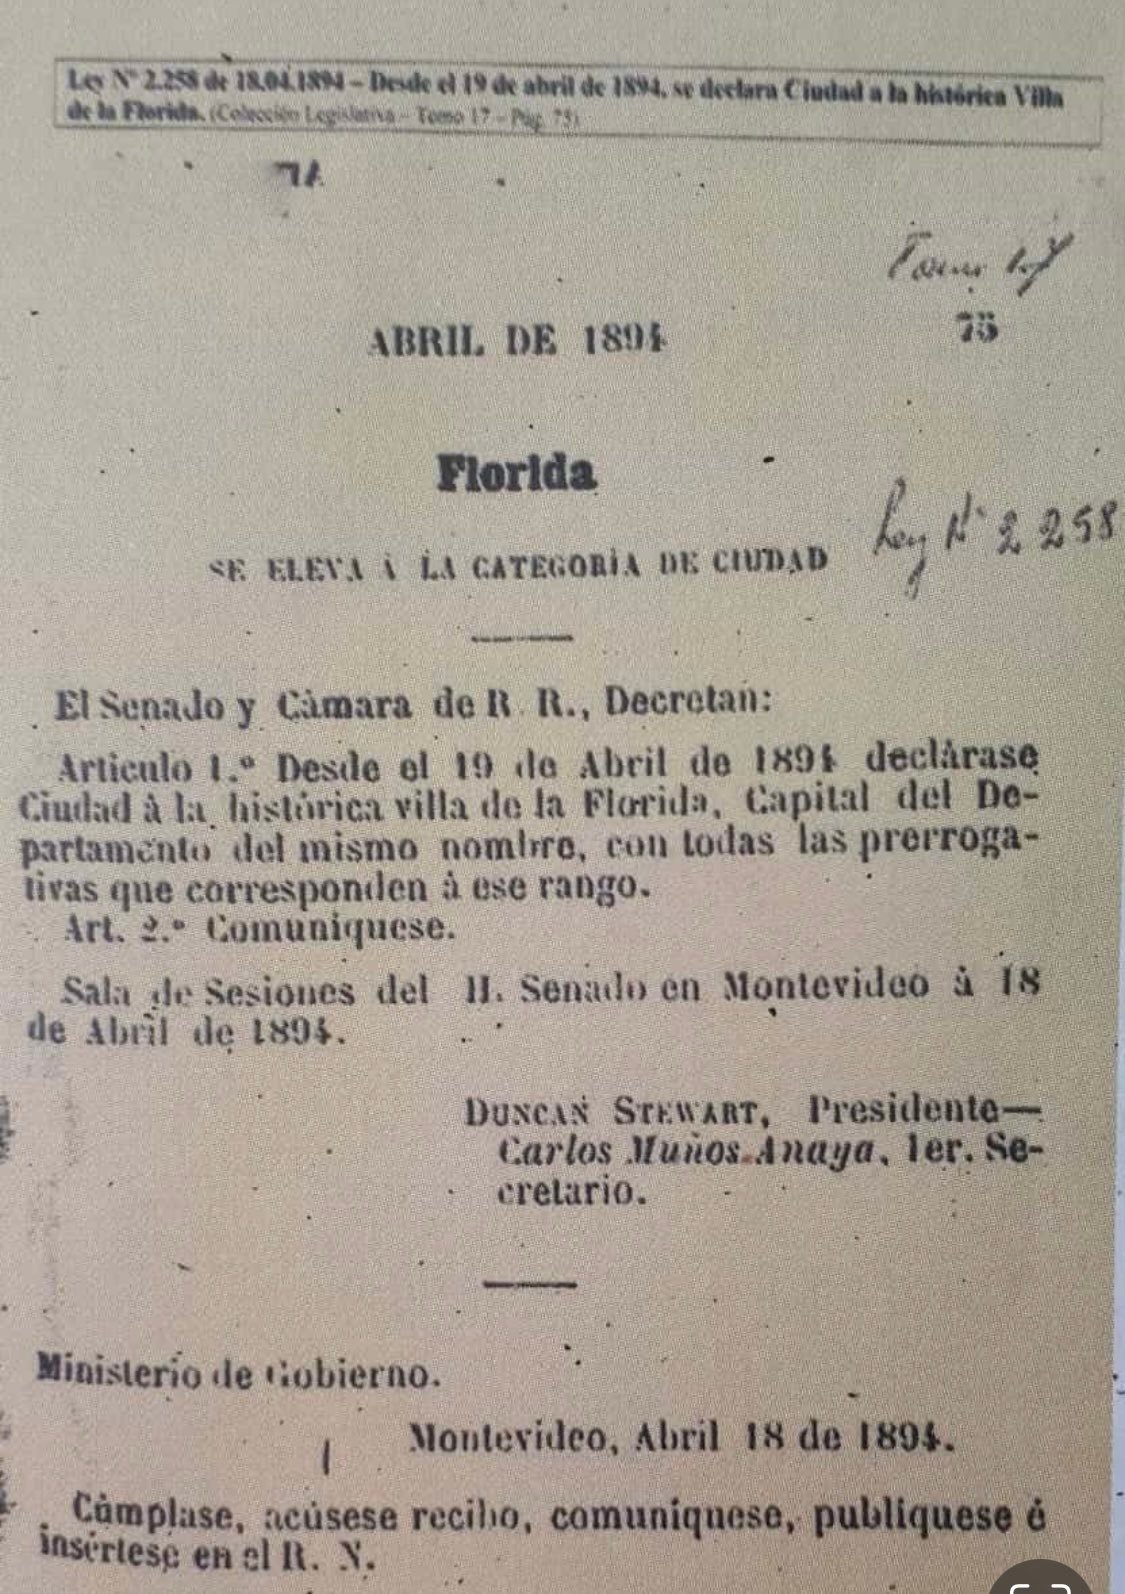 Ley Nº 2.258 de 18.04.1894 – Desde el 19 de abril de 1894, se declara Ciudad a la histórica Villa
de la Florida. (Colección Legislativa – Tomo 17 – Pág. 75)
Tomo 17
ABRIL DE 1894
75
Florida
Ley Nº 2258
SE ELEVA Á LA CATEGORÍA DE CIUDAD
El Senado y Cámara de R. R., Decretan:
Artículo 1.º Desde el 19 de Abril de 1894 declárase
Ciudad á la histórica villa de la Florida, Capital del De-
partamento del mismo nombre, con todas las prerroga-
tivas que corresponden á ese rango.
Art. 2.º Comuníquese.
Sala de Sesiones del H. Senado en Montevideo á 18
de Abril de 1894.
DUNCAN STEWART, Presidente—
Carlos Muños Anaya, 1er. Se-
cretario.
Ministerio de Gobierno.
Montevideo, Abril 18 de 1894.
Cúmplase, acúsese recibo, comuníquese, publíquese é
insértese en el R. N.